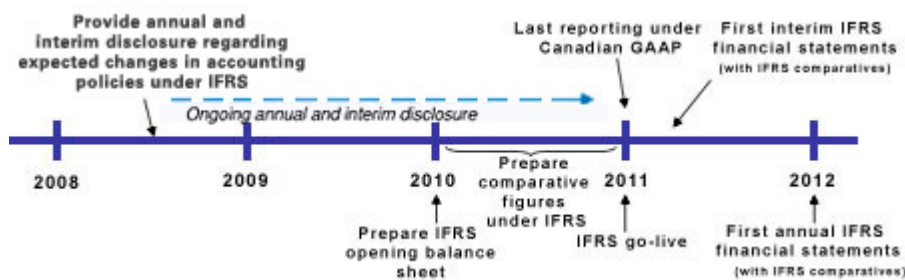 Provide annual and
interim disclosure regarding
expected changes in accounting
policies under IFRS
Last reporting under
Canadian GAAP
First interim IFRS
financial statements
(with IFRS comparatives)
Ongoing annual and interim disclosure
2008
2009
2010
2011
2012
Prepare
comparative
figures
under IFRS
Prepare IFRS
opening balance
sheet
IFRS go-live
First annual IFRS
financial statements
(with IFRS comparatives)